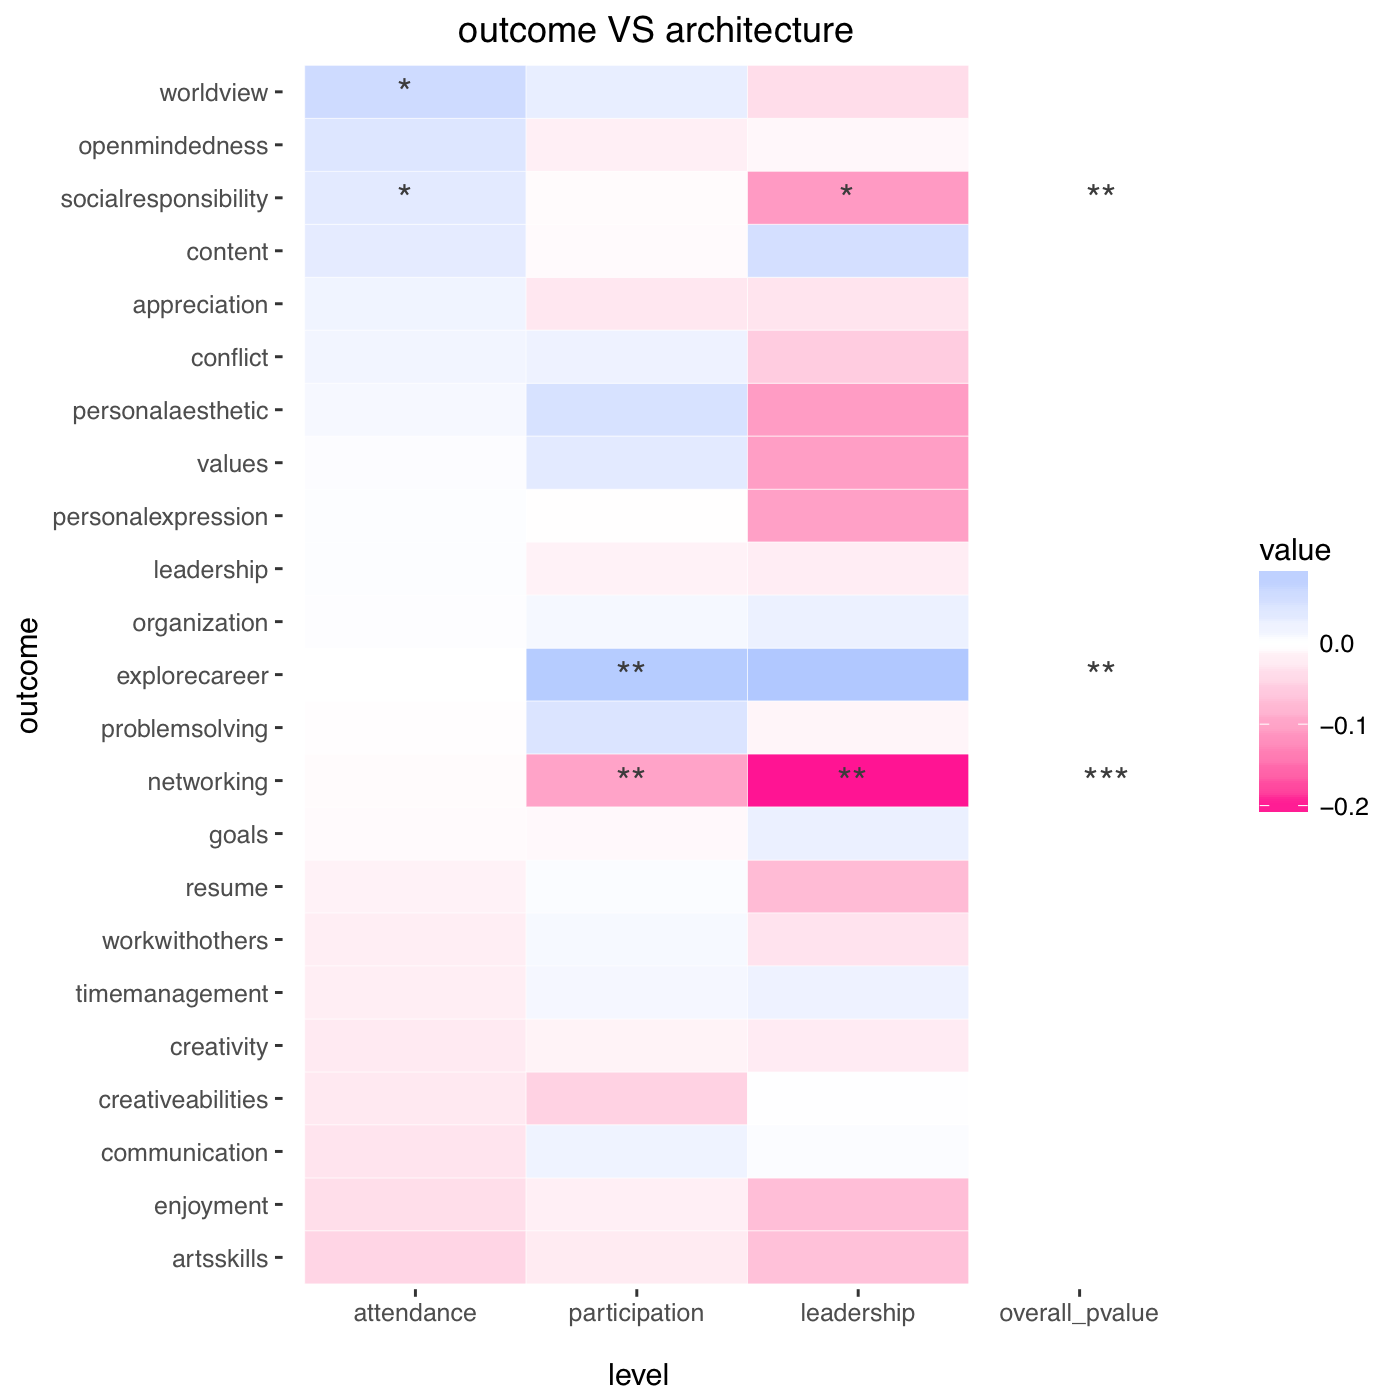 outcome VS architecture
worldview
*
openmindedness
socialresponsibility
* * **
content
appreciation
conflict
personalaesthetic
values
personalexpression
leadership
organization
explorecareer
** **
problemsolving
networking
** ** ***
goals
resume
workwithothers
timemanagement
creativity
creativeabilities
communication
enjoyment
artsskills
outcome
attendance participation leadership overall_pvalue
level
value
0.0
−0.1
−0.2